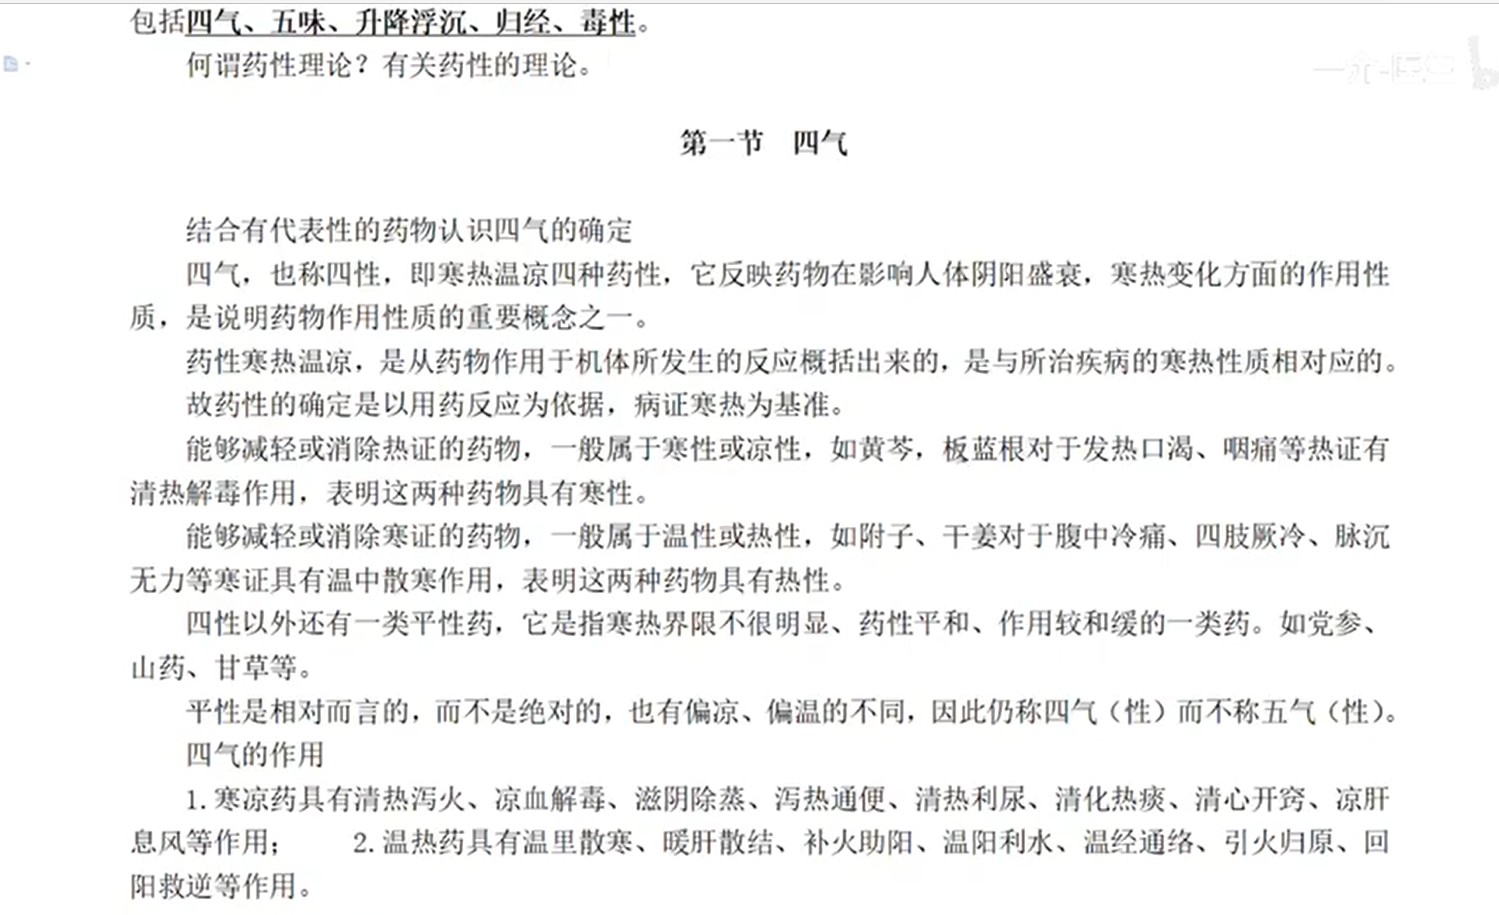 包括四气、五味、升降浮沉、归经、毒性。
何谓药性理论？有关药性的理论。
第一节　四气
结合有代表性的药物认识四气的确定
四气，也称四性，即寒热温凉四种药性，它反映药物在影响人体阴阳盛衰，寒热变化方面的作用性
质，是说明药物作用性质的重要概念之一。
药性寒热温凉，是从药物作用于机体所发生的反应概括出来的，是与所治疾病的寒热性质相对应的。
故药性的确定是以用药反应为依据，病证寒热为基准。
能够减轻或消除热证的药物，一般属于寒性或凉性，如黄芩，板蓝根对于发热口渴、咽痛等热证有
清热解毒作用，表明这两种药物具有寒性。
能够减轻或消除寒证的药物，一般属于温性或热性，如附子、干姜对于腹中冷痛、四肢厥冷、脉沉
无力等寒证具有温中散寒作用，表明这两种药物具有热性。
四性以外还有一类平性药，它是指寒热界限不很明显、药性平和、作用较和缓的一类药。如党参、
山药、甘草等。
平性是相对而言的，而不是绝对的，也有偏凉、偏温的不同，因此仍称四气（性）而不称五气（性）。
四气的作用
1.寒凉药具有清热泻火、凉血解毒、滋阴除蒸、泻热通便、清热利尿、清化热痰、清心开窍、凉肝
息风等作用；　　2.温热药具有温里散寒、暖肝散结、补火助阳、温阳利水、温经通络、引火归原、回
阳救逆等作用。